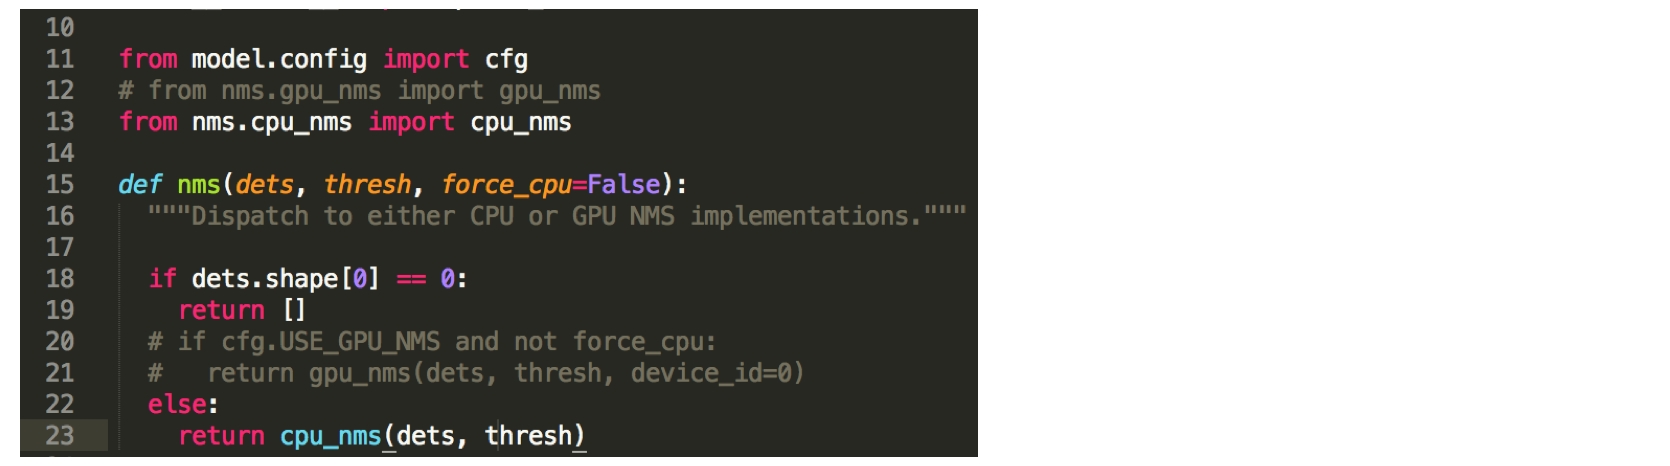 10
11 from model.config import cfg
12 # from nms.gpu_nms import gpu_nms
13 from nms.cpu_nms import cpu_nms
14
15 def nms(dets, thresh, force_cpu=False):
16   """Dispatch to either CPU or GPU NMS implementations."""
17
18   if dets.shape[0] == 0:
19     return []
20   # if cfg.USE_GPU_NMS and not force_cpu:
21   #   return gpu_nms(dets, thresh, device_id=0)
22   else:
23     return cpu_nms(dets, thresh)